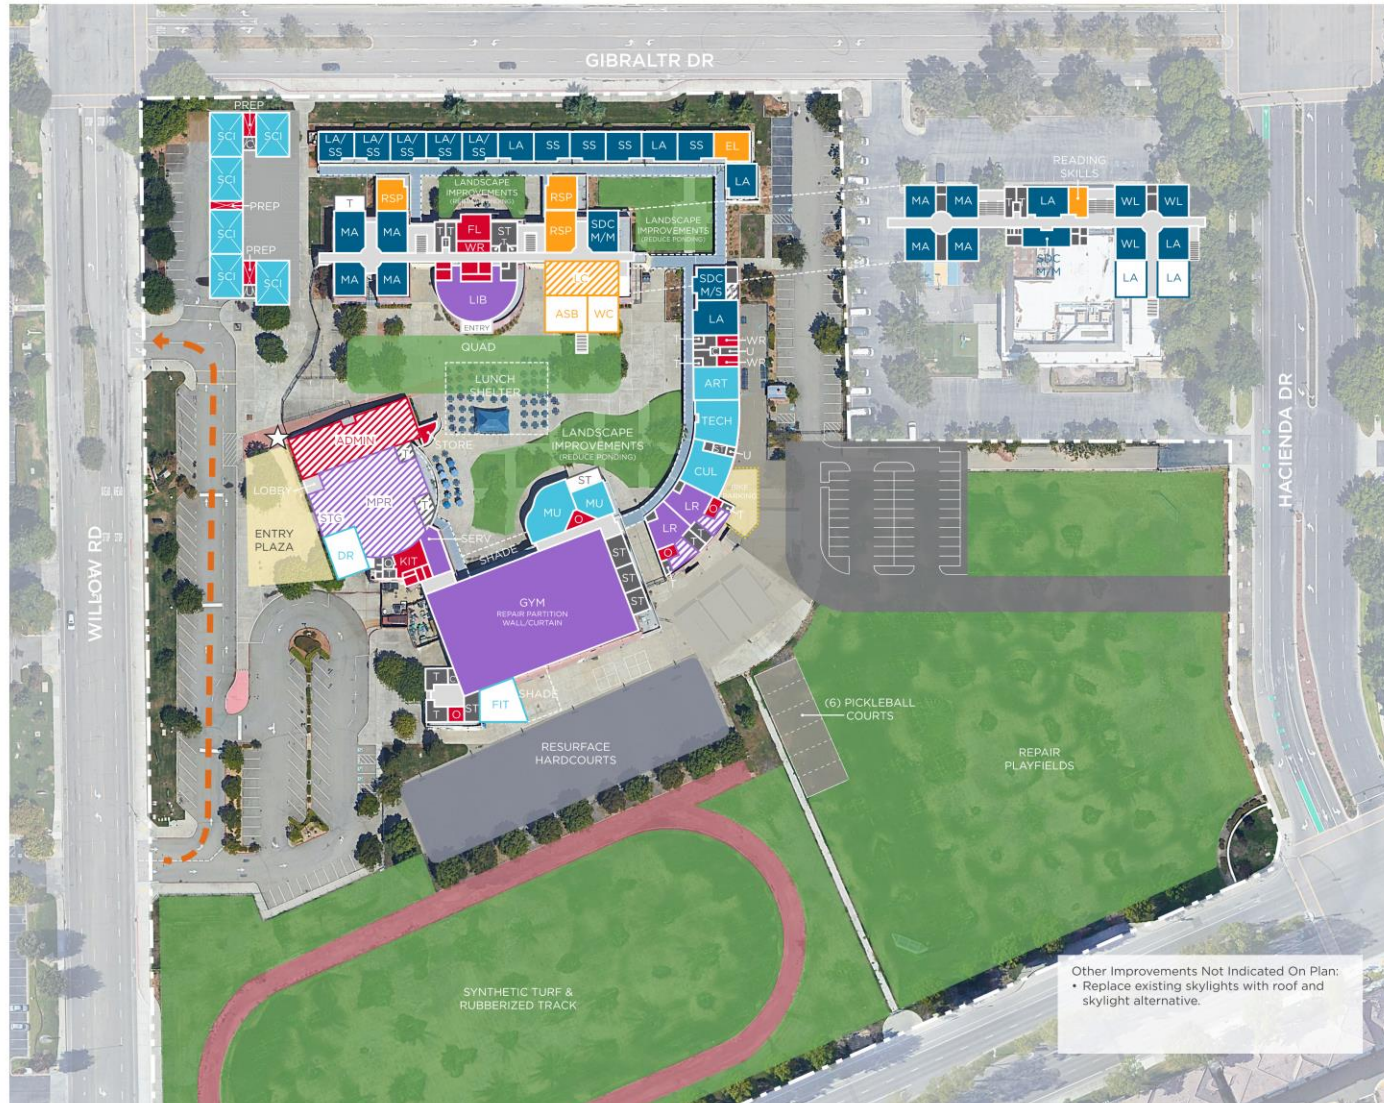 GIBRALTR DR
PREP
SCI
SCI
SCI
PREP
SCI
PREP
SCI
SCI
LA/
SS
LA/
SS
LA/
SS
LA/
SS
LA/
SS
LA
SS
SS
SS
LA
SS
EL
LA
LANDSCAPE
IMPROVEMENTS
(REDUCE PONDING)
LANDSCAPE
IMPROVEMENTS
(REDUCE PONDING)
T
RSP
MA
MA
MA
MA
T
T
FL
WR
ST
T
RSP
RSP
SDC
M/M
LIB
ENTRY
LC
ASB
WC
READING
SKILLS
MA
MA
T
LA
WL
WL
MA
MA
SDC
M/M
WL
LA
LA
LA
SDC
M/S
LA
T
WR
U
T
WR
ART
TECH
ST
U
CUL
QUAD
LUNCH
SHELTER
ADMIN
STORE
LANDSCAPE
IMPROVEMENTS
(REDUCE PONDING)
LOBBY
MPR
T
T
STG
ENTRY
PLAZA
DR
SERV
O
KIT
SHADE
ST
MU
MU
O
LR
LR
O
T
O
T
ST
ST
ST
GYM
REPAIR PARTITION
WALL/CURTAIN
T
O
T
O
ST
FIT
SHADE
RESURFACE
HARDCOURTS
(6) PICKLEBALL
COURTS
REPAIR
PLAYFIELDS
SYNTHETIC TURF &
RUBBERIZED TRACK
WILLOW RD
HACIENDA DR
Other Improvements Not Indicated On Plan:
• Replace existing skylights with roof and
skylight alternative.